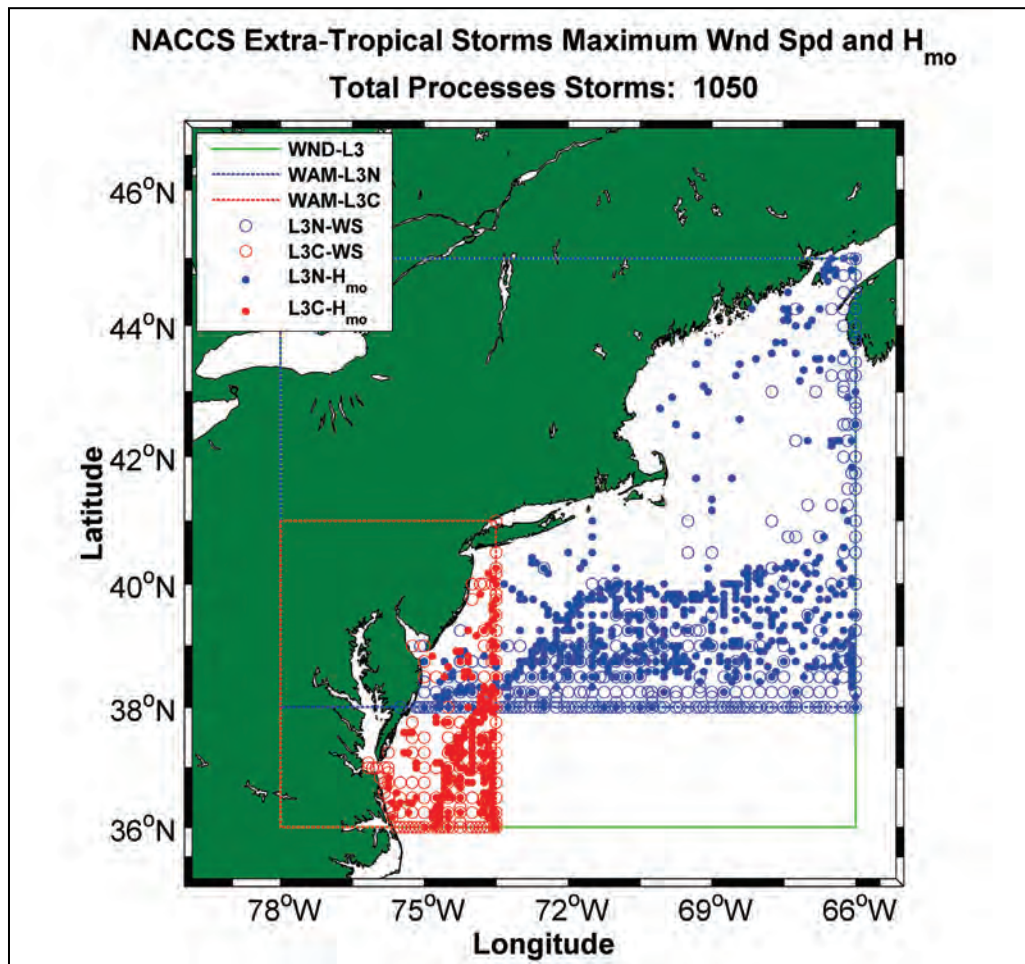 NACCS Extra-Tropical Storms Maximum Wnd Spd and Hmo
Total Processes Storms: 1050
WND-L3
WAM-L3N
WAM-L3C
L3N-WS
L3C-WS
L3N-Hmo
L3C-Hmo
46°N
44°N
42°N
40°N
38°N
36°N
Latitude
78°W 75°W 72°W 69°W 66°W
Longitude